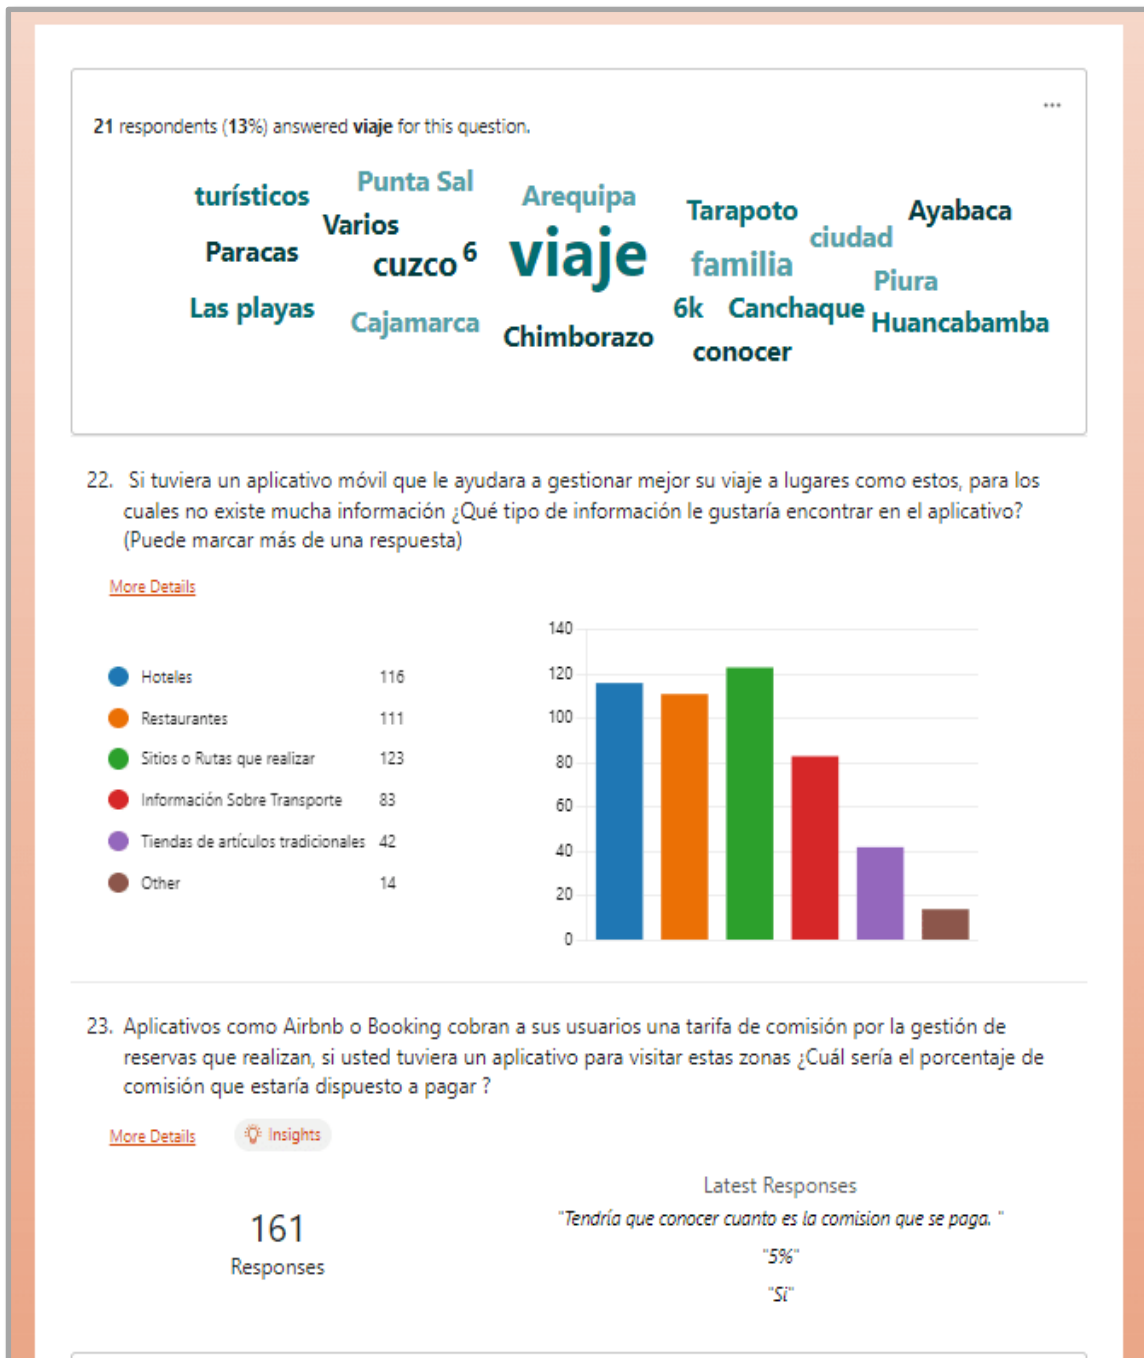 ...
21 respondents (13%) answered viaje for this question.
turísticos
Punta Sal
Arequipa
Tarapoto
Ayabaca
Varios
ciudad
Paracas
cuzco
6
viaje
familia
Piura
Las playas
Cajamarca
Chimborazo
6k
Canchaque
Huancabamba
conocer
22. Si tuviera un aplicativo móvil que le ayudara a gestionar mejor su viaje a lugares como estos, para los
cuales no existe mucha información ¿Qué tipo de información le gustaría encontrar en el aplicativo?
(Puede marcar más de una respuesta)
More Details
Hoteles 116
Restaurantes 111
Sitios o Rutas que realizar 123
Información Sobre Transporte 83
Tiendas de artículos tradicionales 42
Other 14
140
120
100
80
60
40
20
0
23. Aplicativos como Airbnb o Booking cobran a sus usuarios una tarifa de comisión por la gestión de
reservas que realizan, si usted tuviera un aplicativo para visitar estas zonas ¿Cuál sería el porcentaje de
comisión que estaría dispuesto a pagar ?
More Details
Insights
161
Responses
Latest Responses
"Tendría que conocer cuanto es la comision que se paga. "
"5%"
"Si"